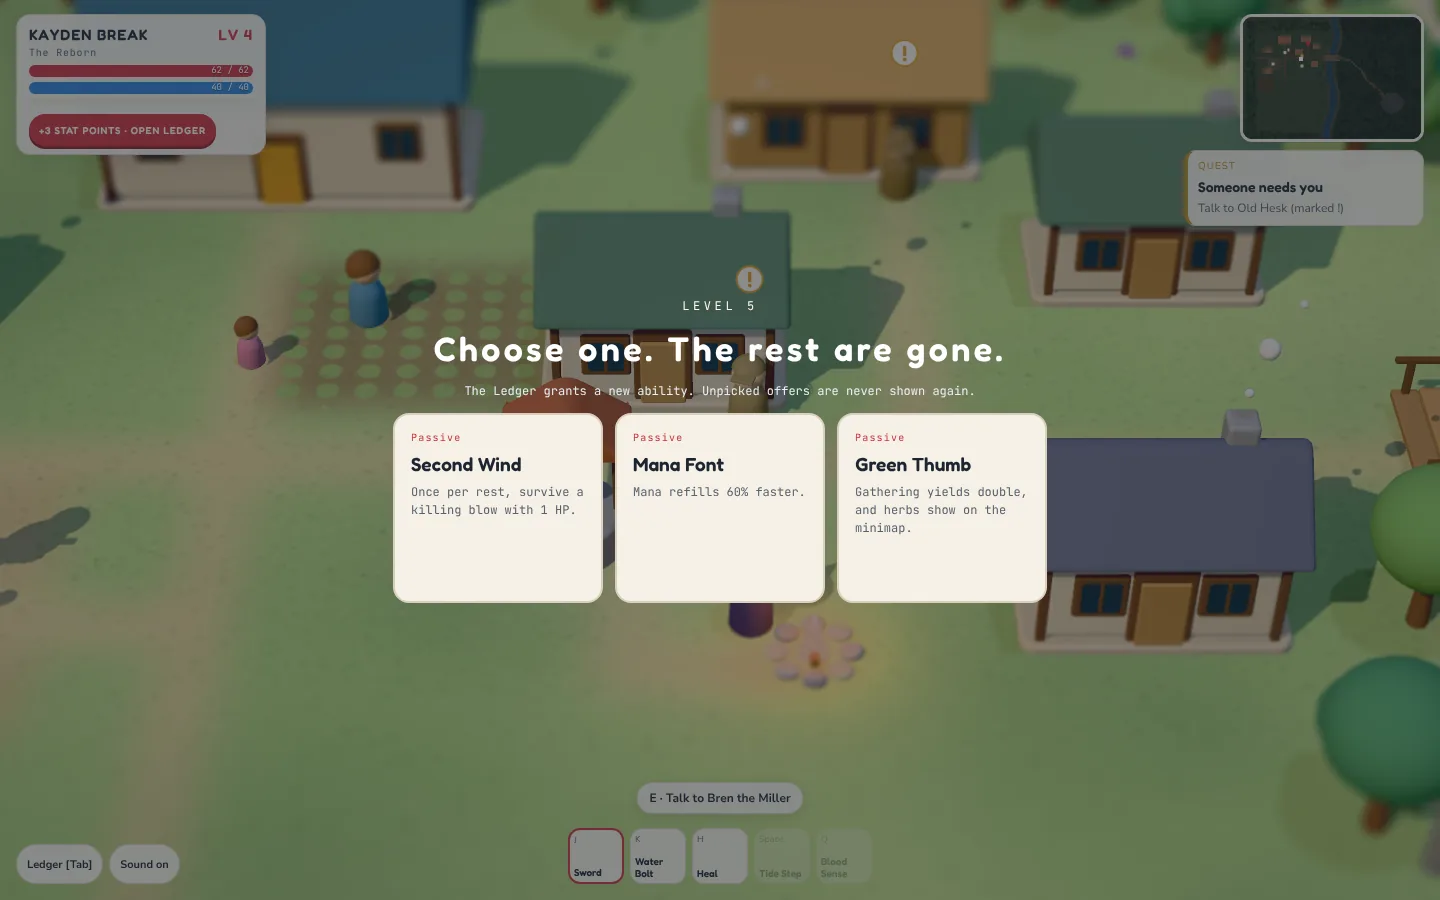 KAYDEN BREAK LV 4
The Reborn
62 / 62
40 / 40
+3 STAT POINTS · OPEN LEDGER
QUEST
Someone needs you
Talk to Old Hesk (marked !)
!
!
LEVEL 5
Choose one. The rest are gone.
The Ledger grants a new ability. Unpicked offers are never shown again.
Passive
Second Wind
Once per rest, survive a
killing blow with 1 HP.
Passive
Mana Font
Mana refills 60% faster.
Passive
Green Thumb
Gathering yields double,
and herbs show on the
minimap.
E · Talk to Bren the Miller
Ledger [Tab]
Sound on
J
Sword
K
Water
Bolt
H
Heal
Space
Tide Step
Q
Blood
Sense